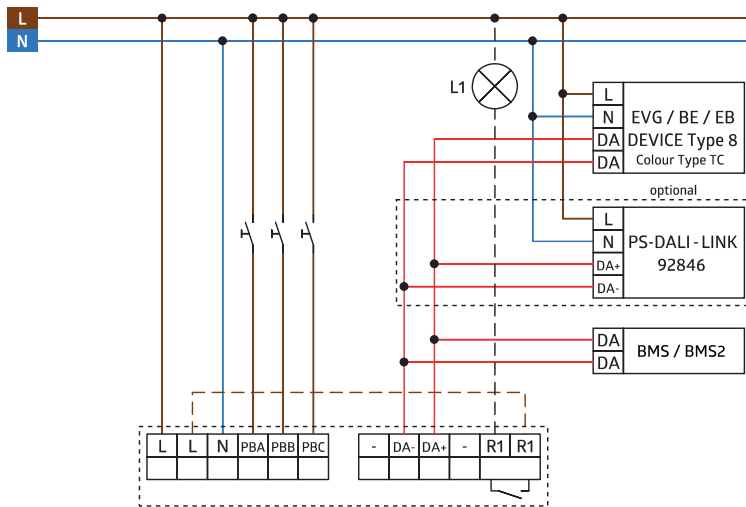 L
N
L1
L
N
DA
DA
EVG / BE / EB
DEVICE Type 8
Colour Type TC
optional
L
N
DA+
DA-
PS-DALI-LINK
92846
DA
DA
BMS / BMS2
L L N PBA PBB PBC - DA- DA+ - R1 R1